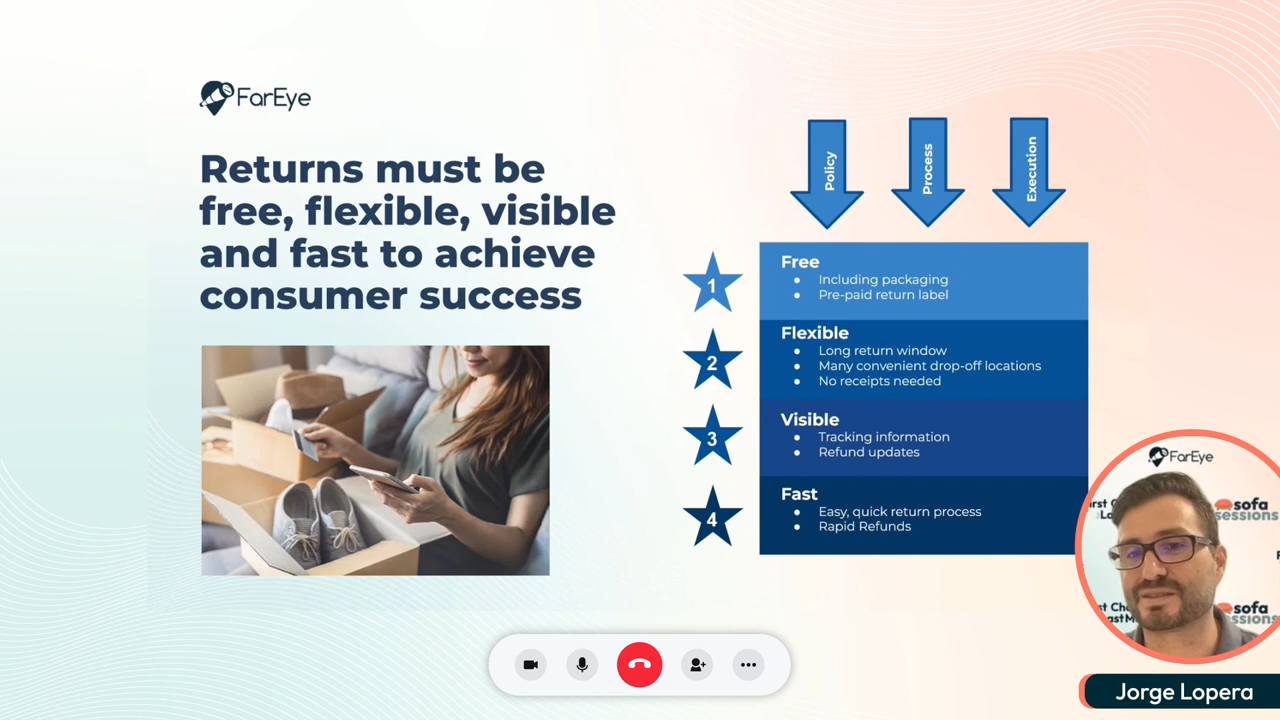 FarEye
Returns must be
free, flexible, visible
and fast to achieve
consumer success
Policy
Process
Execution
1
Free
Including packaging
Pre-paid return label
2
Flexible
Long return window
Many convenient drop-off locations
No receipts needed
3
Visible
Tracking information
Refund updates
4
Fast
Easy, quick return process
Rapid Refunds
FarEye
sofa
sessions
sofa
Jorge Lopera